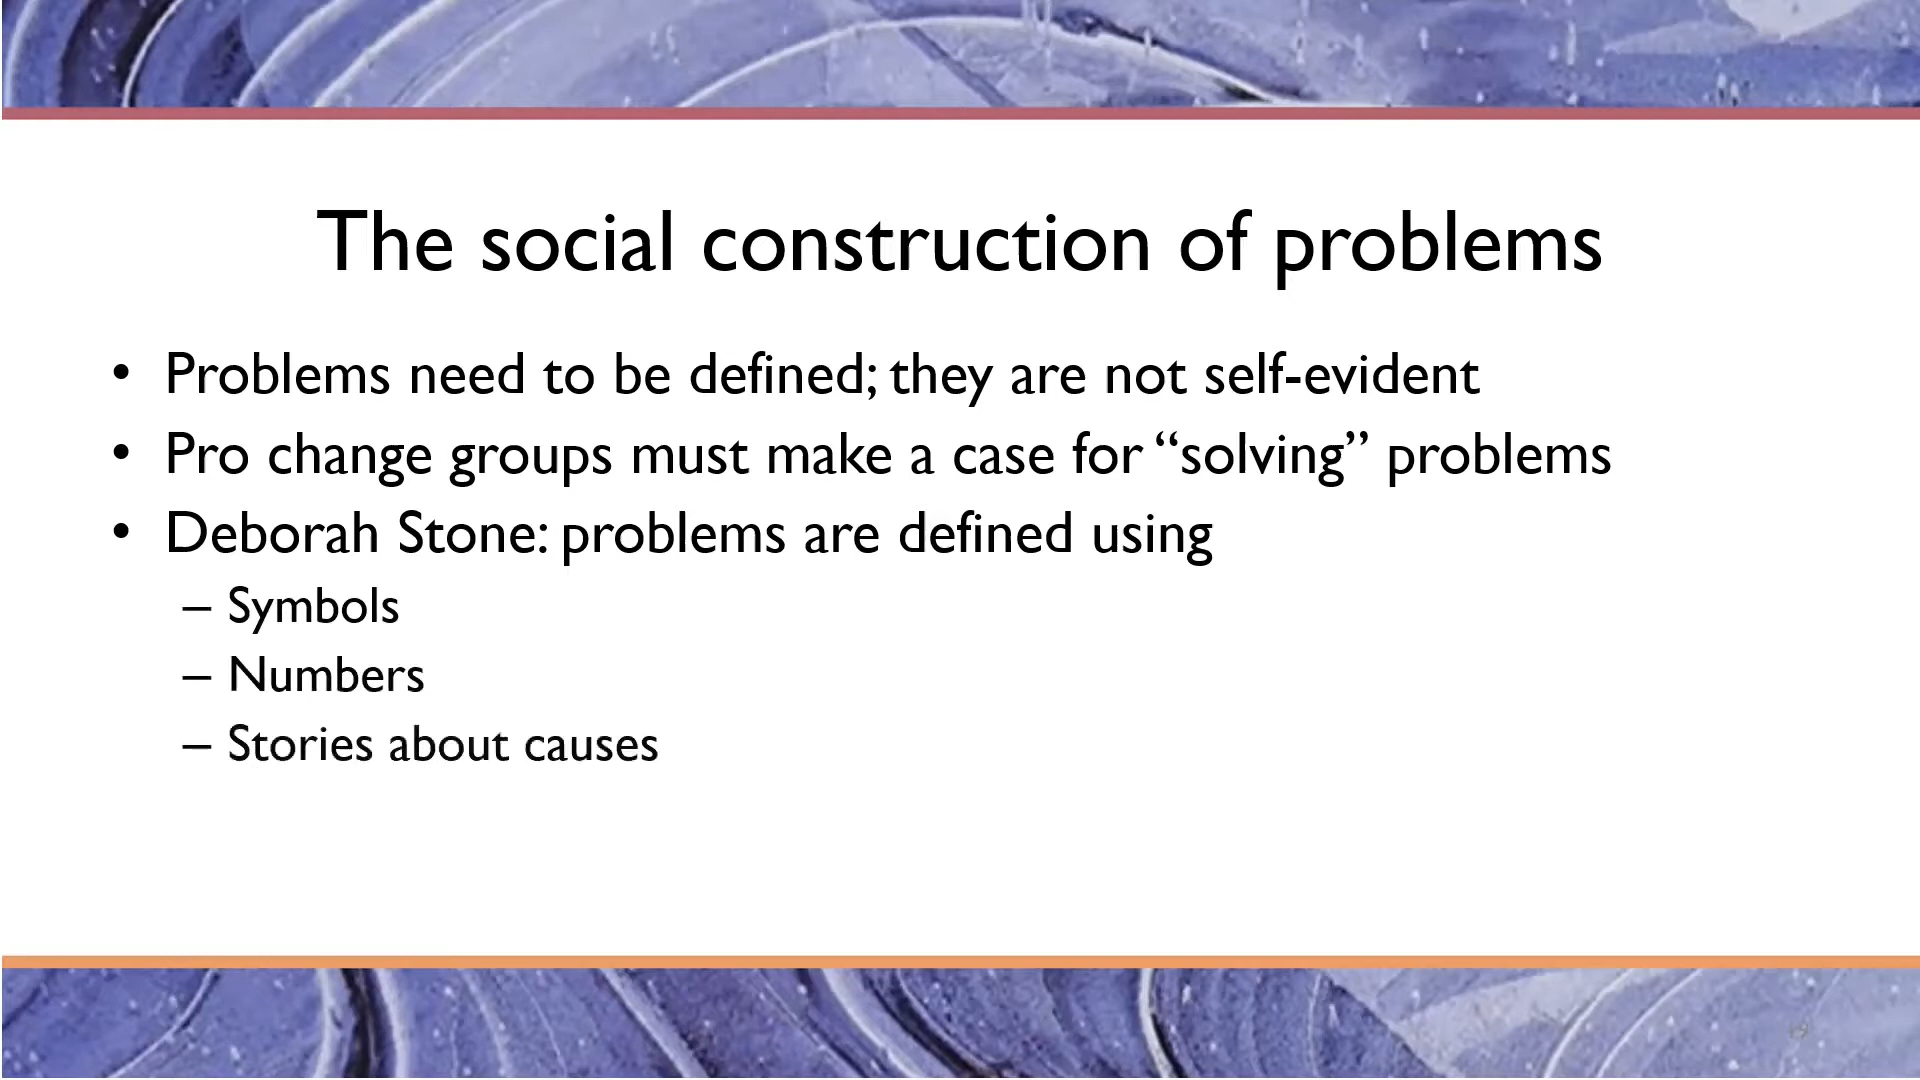 The social construction of problems
• Problems need to be defined; they are not self-evident
• Pro change groups must make a case for “solving” problems
• Deborah Stone: problems are defined using
– Symbols
– Numbers
– Stories about causes